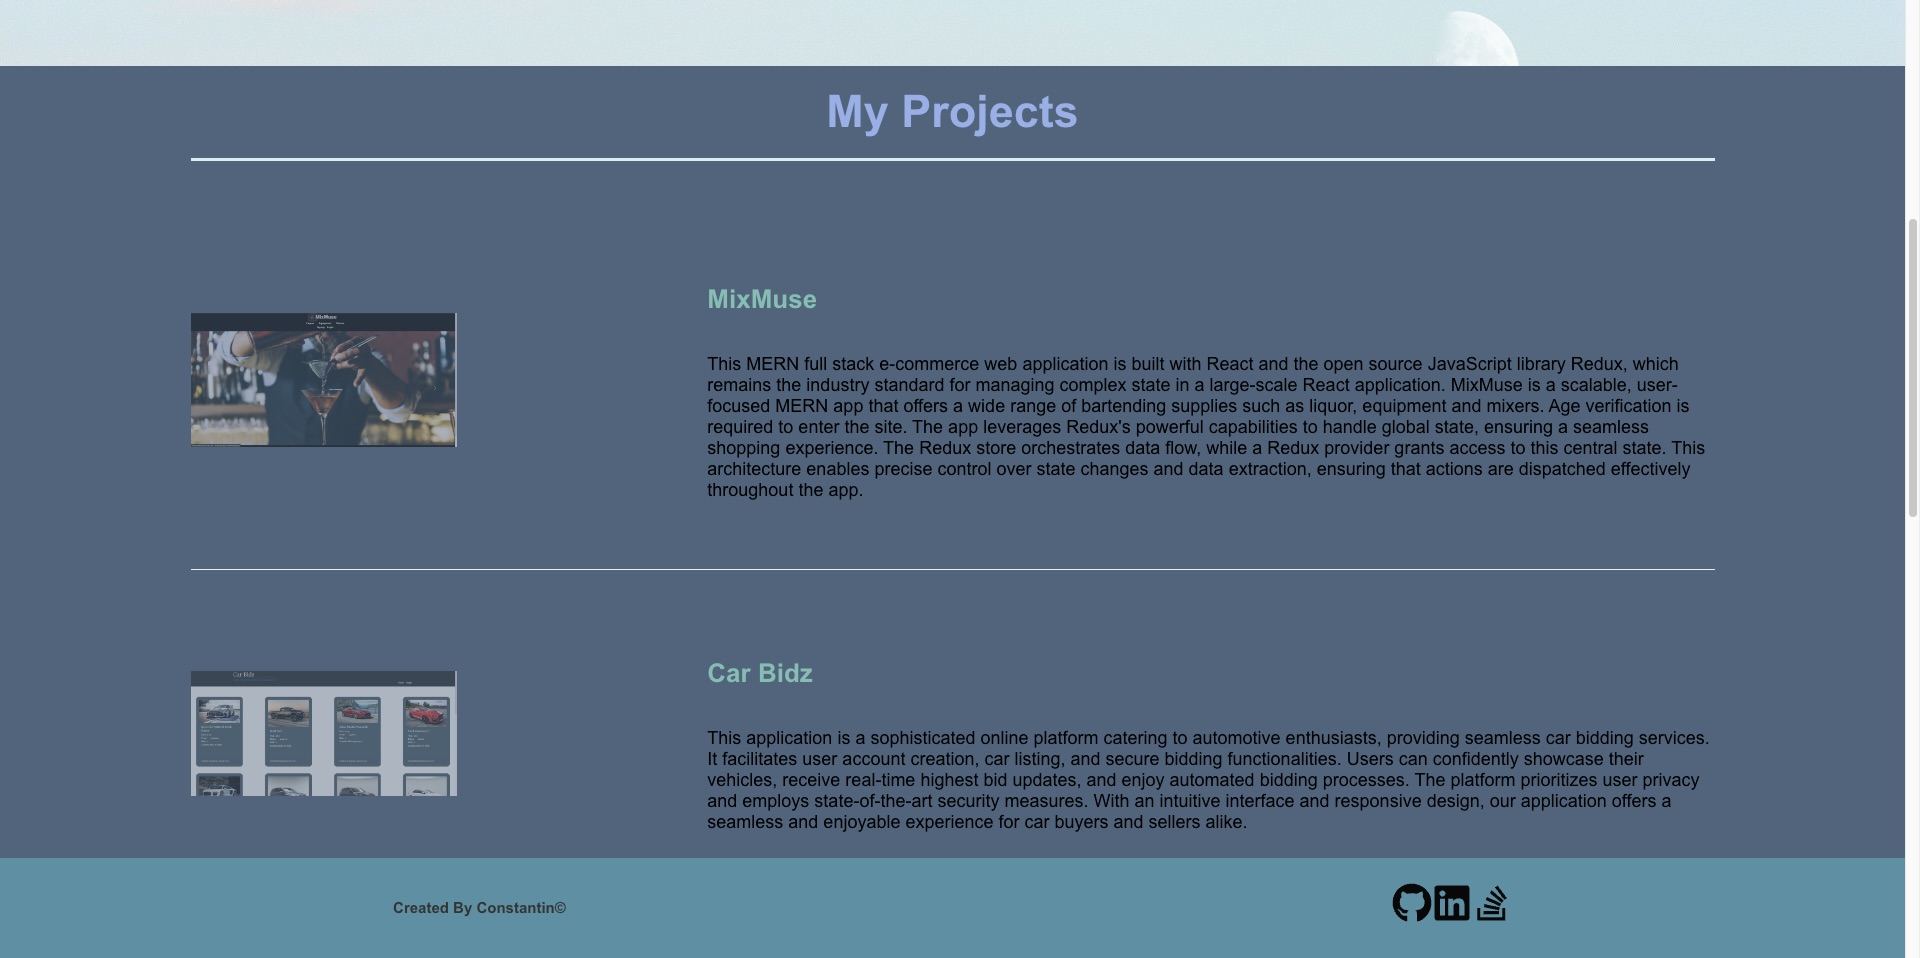 My Projects
MixMuse
MixMuse
This MERN full stack e-commerce web application is built with React and the open source JavaScript library Redux, which
remains the industry standard for managing complex state in a large-scale React application. MixMuse is a scalable, user-
focused MERN app that offers a wide range of bartending supplies such as liquor, equipment and mixers. Age verification is
required to enter the site. The app leverages Redux's powerful capabilities to handle global state, ensuring a seamless
shopping experience. The Redux store orchestrates data flow, while a Redux provider grants access to this central state. This
architecture enables precise control over state changes and data extraction, ensuring that actions are dispatched effectively
throughout the app.
Car Bidz
Car Bidz
This application is a sophisticated online platform catering to automotive enthusiasts, providing seamless car bidding services.
It facilitates user account creation, car listing, and secure bidding functionalities. Users can confidently showcase their
vehicles, receive real-time highest bid updates, and enjoy automated bidding processes. The platform prioritizes user privacy
and employs state-of-the-art security measures. With an intuitive interface and responsive design, our application offers a
seamless and enjoyable experience for car buyers and sellers alike.
Created By Constantin©
in